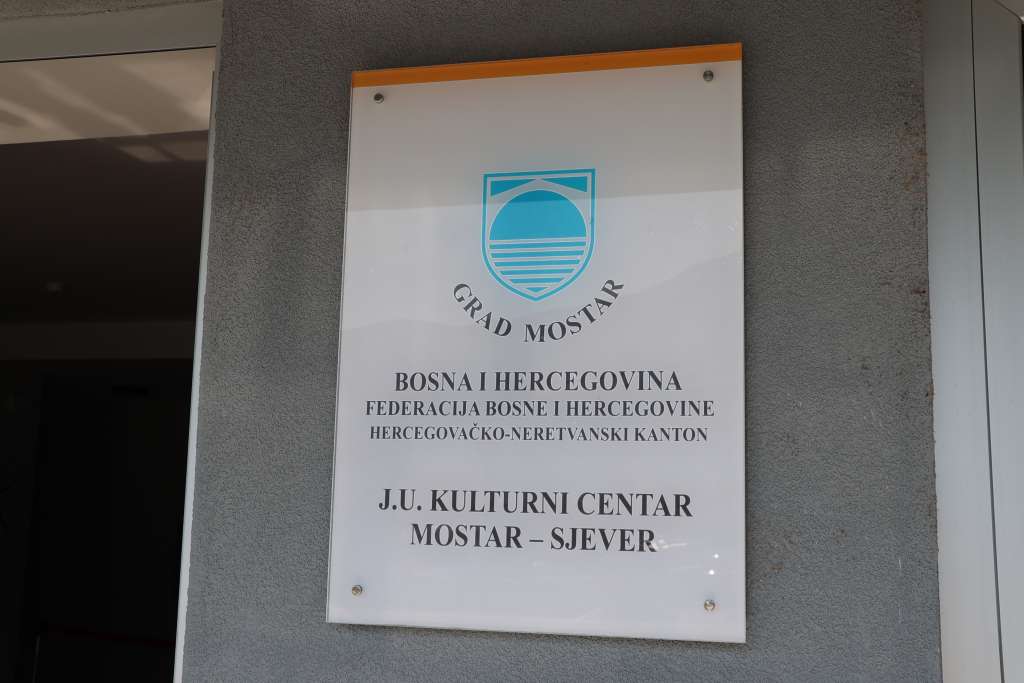 GRAD MOSTAR
BOSNA I HERCEGOVINA
FEDERACIJA BOSNE I HERCEGOVINE
HERCEGOVAČKO-NERETVANSKI KANTON
J.U. KULTURNI CENTAR
MOSTAR – SJEVER